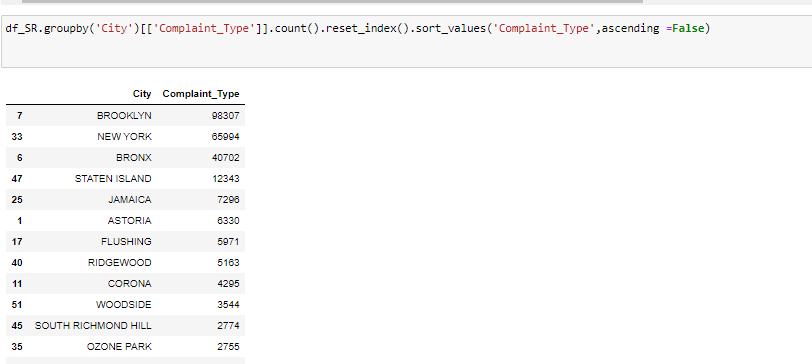 df_SR.groupby('City')[['Complaint_Type']].count().reset_index().sort_values('Complaint_Type',ascending =False)
City Complaint_Type
7 BROOKLYN 98307
33 NEW YORK 65994
6 BRONX 40702
47 STATEN ISLAND 12343
25 JAMAICA 7296
1 ASTORIA 6330
17 FLUSHING 5971
40 RIDGEWOOD 5163
11 CORONA 4295
51 WOODSIDE 3544
45 SOUTH RICHMOND HILL 2774
35 OZONE PARK 2755